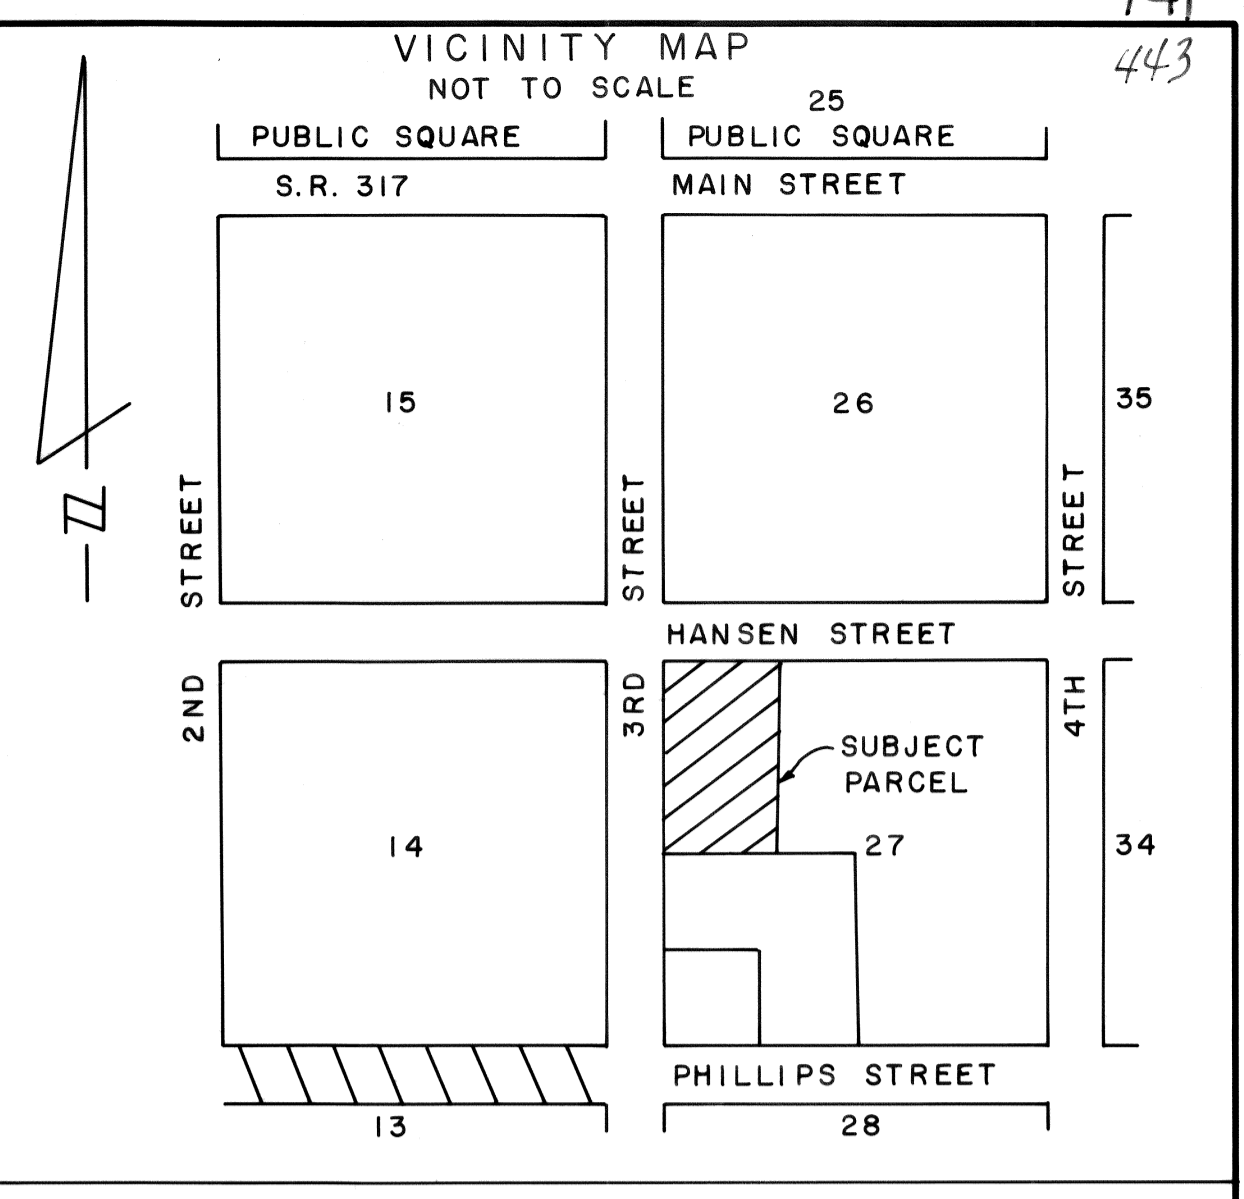 VICINITY MAP
443
NOT TO SCALE
25
PUBLIC SQUARE
PUBLIC SQUARE
S.R. 317
MAIN STREET
15
26
35
N
STREET
STREET
STREET
HANSEN STREET
2ND
3RD
4TH
SUBJECT
PARCEL
14
27
34
PHILLIPS STREET
13
28